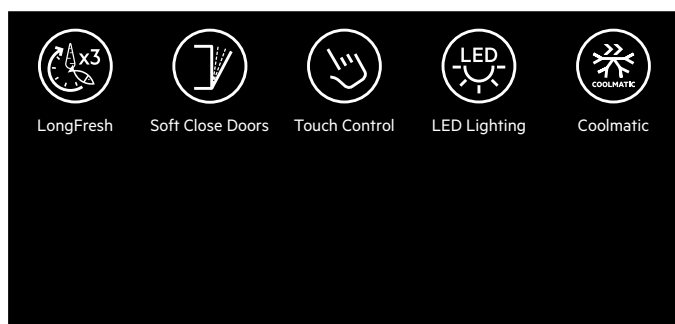 x3
LED
COOLMATIC
LongFresh
Soft Close Doors
Touch Control
LED Lighting
Coolmatic